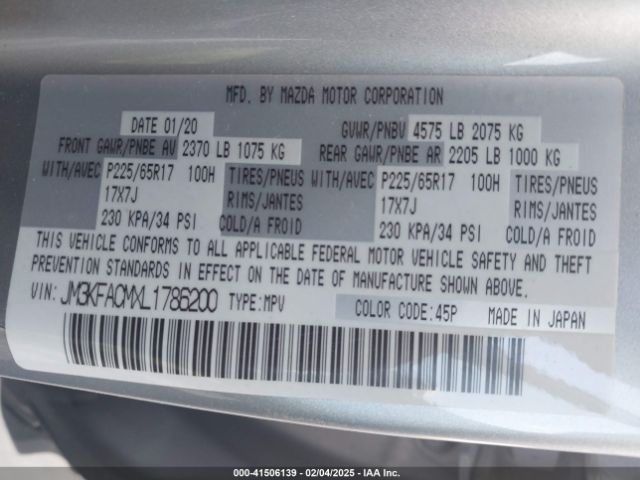 MFD. BY MAZDA MOTOR CORPORATION
DATE 01/20 GVWR/PNBV 4575 LB 2075 KG
FRONT GAWR/PNBE AV 2370 LB 1075 KG REAR GAWR/PNBE AR 2205 LB 1000 KG
WITH/AVEC P225/65R17 100H TIRES/PNEUS WITH/AVEC P225/65R17 100H TIRES/PNEUS
17X7J RIMS/JANTES 17X7J RIMS/JANTES
230 KPA/34 PSI COLD/A FROID 230 KPA/34 PSI COLD/A FROID
THIS VEHICLE CONFORMS TO ALL APPLICABLE FEDERAL MOTOR VEHICLE SAFETY AND THEFT
PREVENTION STANDARDS IN EFFECT ON THE DATE OF MANUFACTURE SHOWN ABOVE.
VIN: JM3KFACMXL1786200 TYPE:MPV COLOR CODE:45P MADE IN JAPAN
000-41506139 - 02/04/2025 - IAA Inc.